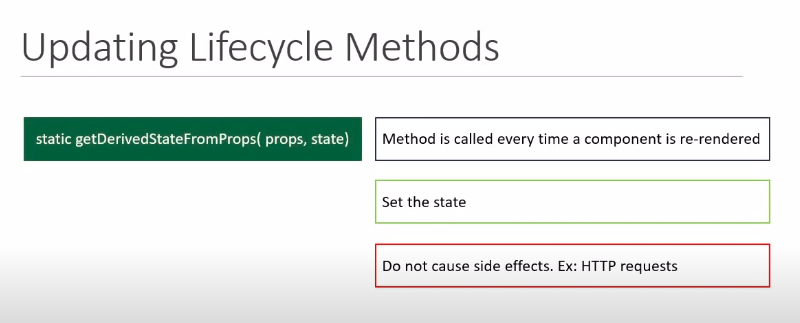 Updating Lifecycle Methods
static getDerivedStateFromProps( props, state)
Method is called every time a component is re-rendered
Set the state
Do not cause side effects. Ex: HTTP requests